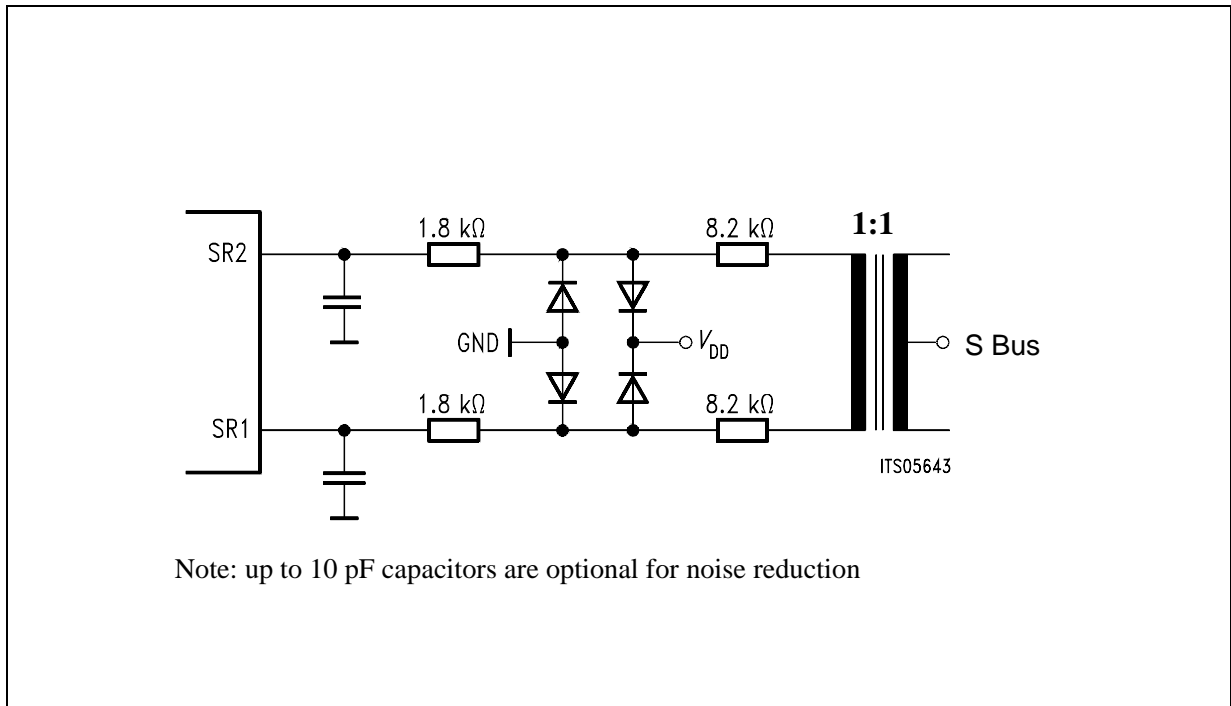 1.8 kΩ
8.2 kΩ
1:1
SR2
GND
VDD
S Bus
1.8 kΩ
8.2 kΩ
SR1
ITS05643
Note: up to 10 pF capacitors are optional for noise reduction